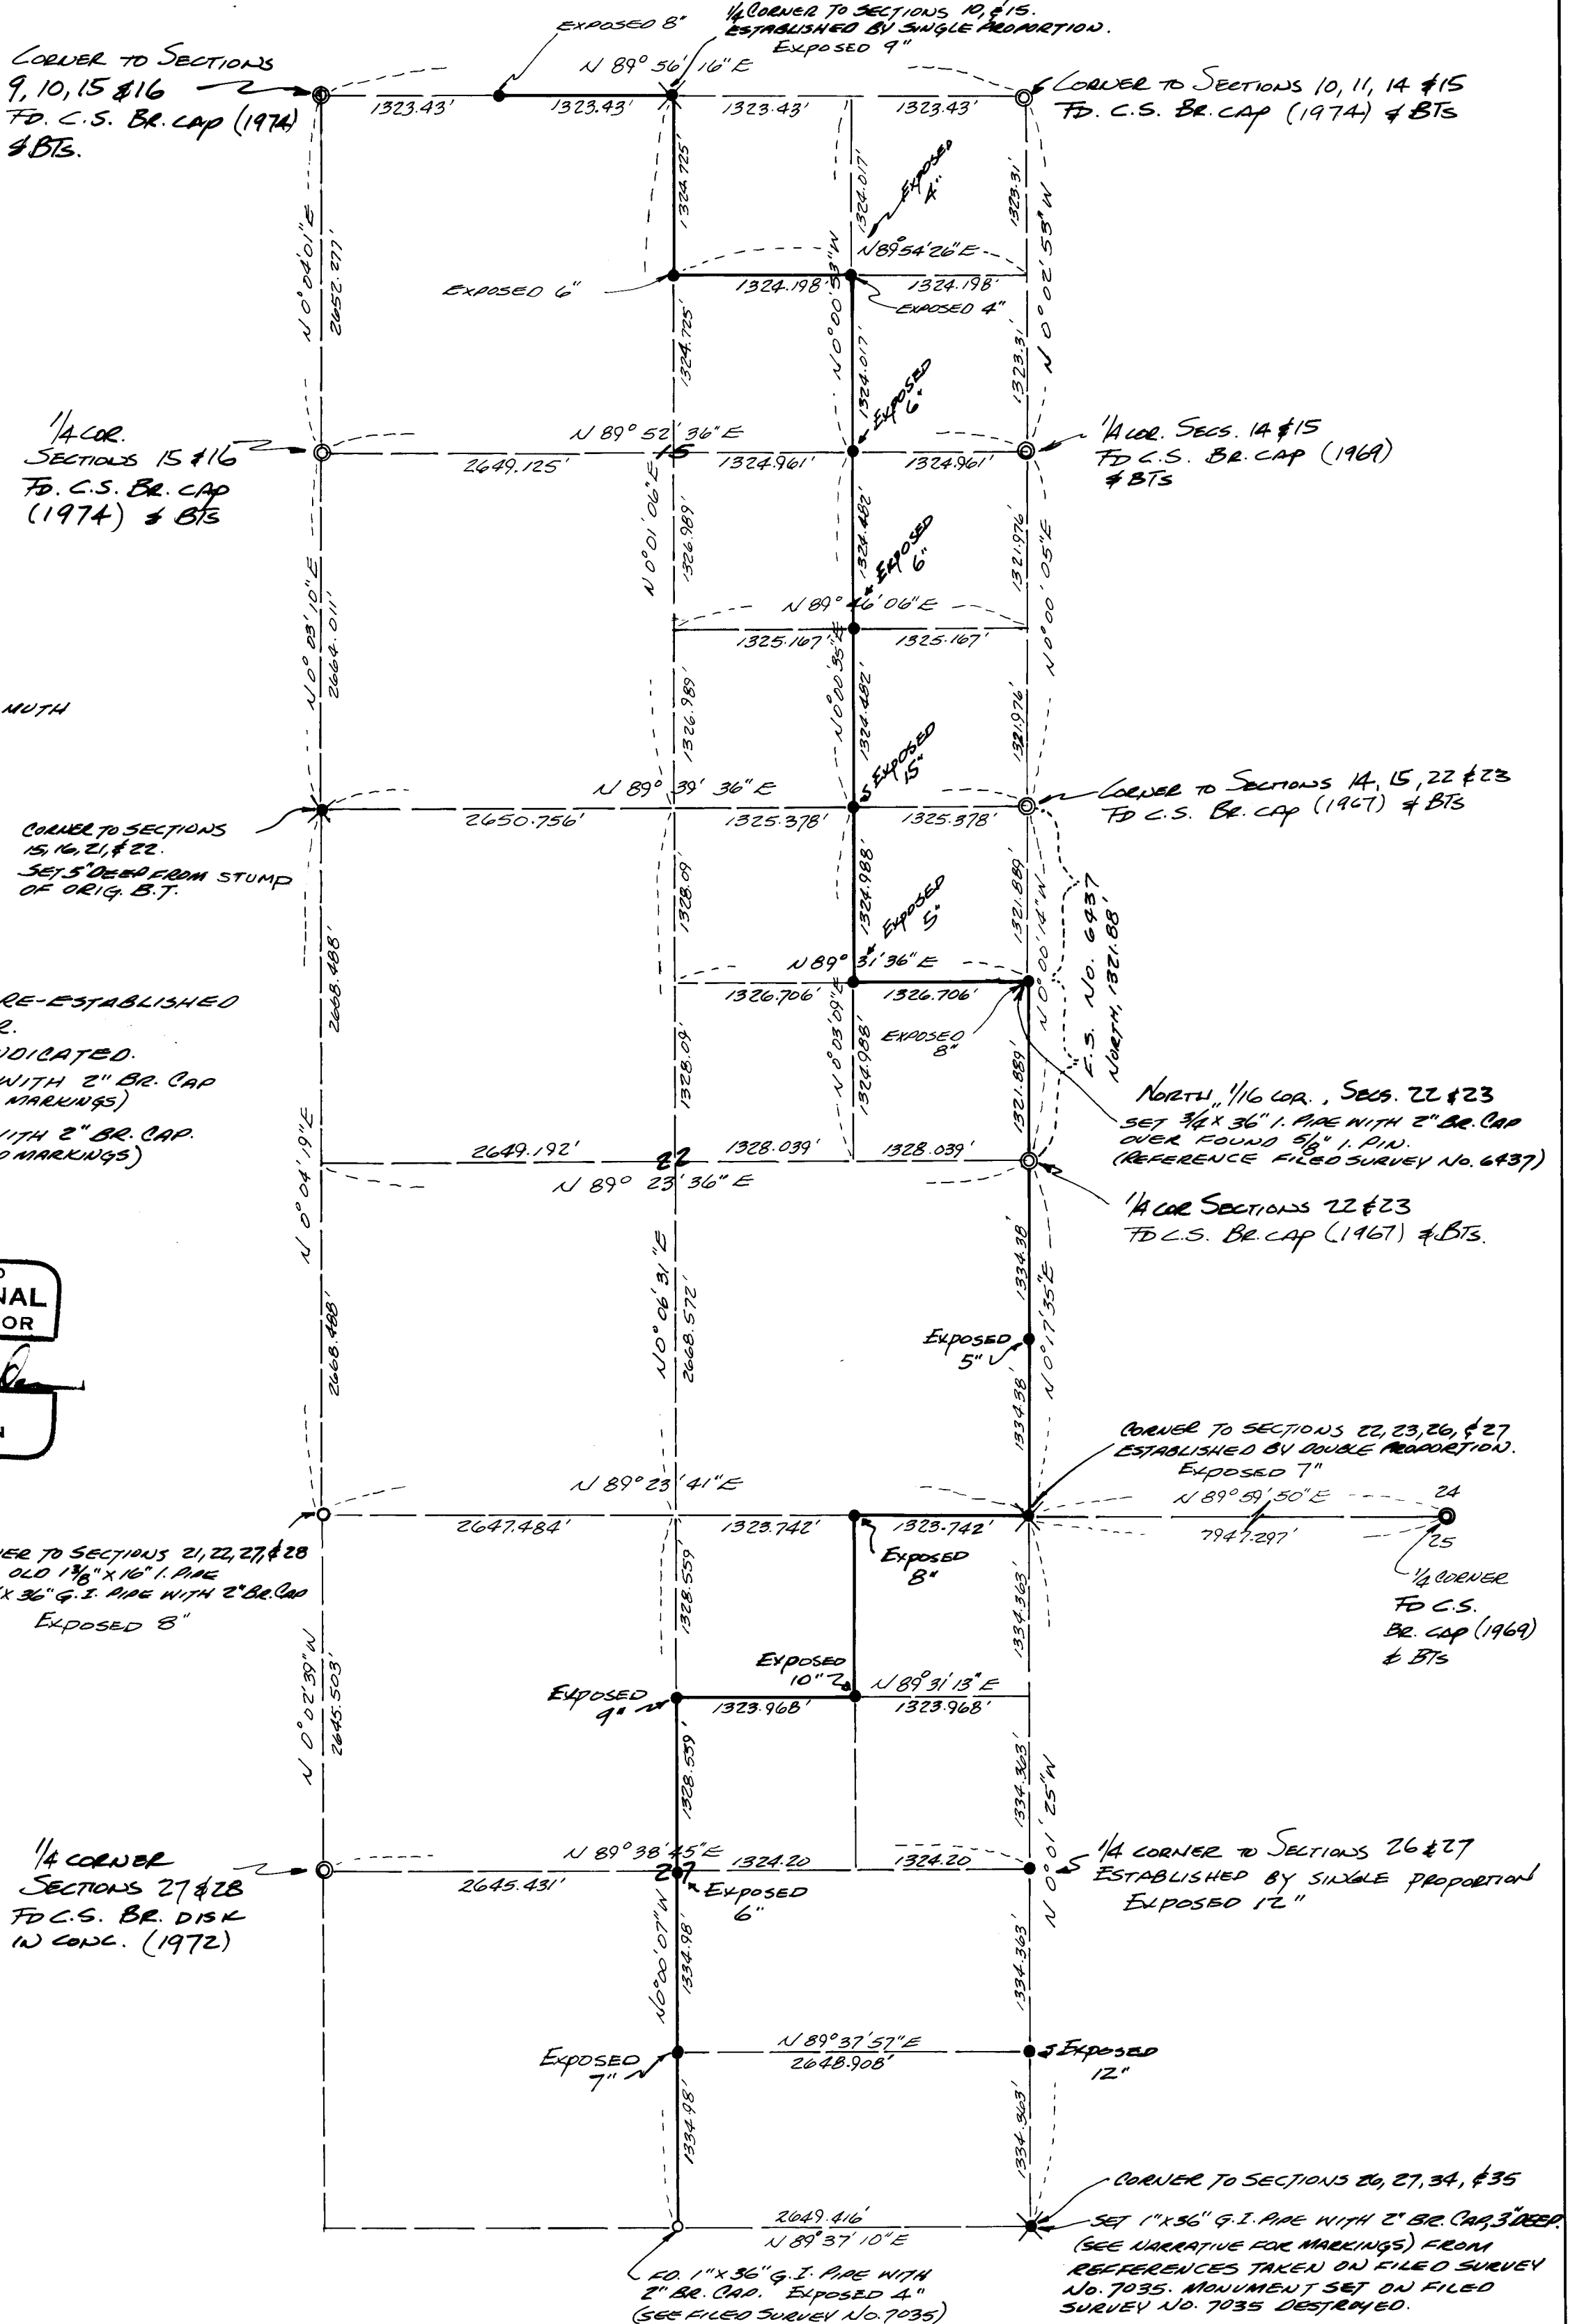 EXPOSED 8"
1/4 CORNER TO SECTIONS 10, & 15.
ESTABLISHED BY SINGLE PROPORTION.
EXPOSED 9"
CORNER TO SECTIONS
9, 10, 15 & 16
FD. C.S. BR. CAP (1974)
& BTS.
N 89° 56' 16" E
CORNER TO SECTIONS 10, 11, 14 & 15
FD. C.S. BR. CAP (1974) & BTS
1323.43'
1323.43'
1323.43'
1323.43'
N 0° 04' 01" E
2652.277'
1324.725'
1324.017'
EXPOSED
4"
1323.31'
N 0° 02' 53" W
N 89° 54' 26" E
EXPOSED 6"
1324.198'
1324.198'
EXPOSED 4"
1324.725'
N 0° 00' 53" W
1324.017'
1323.31'
EXPOSED
6"
1/4 COR.
SECTIONS 15 & 16
FD. C.S. BR. CAP
(1974) & BTS
N 89° 52' 36" E
15
2649.125'
1324.961'
1324.961'
1/4 COR. SECS. 14 & 15
FD C.S. BR. CAP (1969)
& BTS
N 0° 03' 10" E
2664.011'
N 0° 01' 06" E
1326.989'
1324.482'
EXPOSED
6"
1321.976'
N 0° 00' 05" E
N 89° 46' 06" E
1325.167'
1325.167'
MUTH
1326.989'
N 0° 00' 35" E
1324.482'
1321.976'
EXPOSED
15"
N 89° 39' 36" E
2650.756'
1325.378'
1325.378'
CORNER TO SECTIONS 14, 15, 22 & 23
FD C.S. BR. CAP (1967) & BTS
CORNER TO SECTIONS
15, 16, 21, & 22.
SET 5" DEEP FROM STUMP
OF ORIG. B.T.
2668.488'
1328.09'
1324.988'
EXPOSED
5"
1321.889'
N 0° 00' 14" W
F.S. No. 6437
NORTH, 1321.88'
N 89° 31' 36" E
1326.706'
1326.706'
EXPOSED
8"
RE-ESTABLISHED
R.
NDICATED.
WITH 2" BR. CAP
MARKINGS)
ITH 2" BR. CAP.
MARKINGS)
N 0° 04' 19" E
1328.09'
N 0° 03' 09" E
1324.988'
1321.889'
NORTH 1/16 COR., SECS. 22 & 23
SET 3/4 X 36" I. PIPE WITH 2" BR. CAP
OVER FOUND 5/8" I. PIN.
(REFERENCE FILED SURVEY No. 6437)
2649.192'
22
1328.039'
1328.039'
N 89° 23' 36" E
1/4 COR SECTIONS 22 & 23
FD C.S. BR. CAP (1967) & BTS.
NAL
OR
2668.488'
N 0° 06' 31" E
2668.572'
1334.38'
N 0° 17' 35" E
EXPOSED
5"
1334.38'
CORNER TO SECTIONS 22, 23, 26, & 27
ESTABLISHED BY DOUBLE PROPORTION.
EXPOSED 7"
N 89° 23' 41" E
N 89° 59' 50" E
24
2647.484'
1323.742'
1323.742'
7947.297'
25
EXPOSED
8"
1/4 CORNER
FD C.S.
BR. CAP (1969)
& BTS
ER TO SECTIONS 21, 22, 27, & 28
OLD 1 3/8" X 16" I. PIPE
X 36" G.I. PIPE WITH 2" BR. CAP
EXPOSED 8"
N 0° 02' 39" W
2645.503'
1328.559'
1334.363'
EXPOSED
10"
N 89° 31' 13" E
EXPOSED
9"
1323.968'
1323.968'
1328.559'
1334.363'
N 0° 01' 25" W
1/4 CORNER
SECTIONS 27 & 28
FD C.S. BR. DISK
IN CONC. (1972)
N 89° 38' 45" E
2645.431'
27
1324.20
1324.20
EXPOSED
6"
1/4 CORNER TO SECTIONS 26 & 27
ESTABLISHED BY SINGLE PROPORTION
EXPOSED 12"
N 0° 00' 07" W
1334.98'
1334.363'
N 89° 37' 57" E
2648.908'
EXPOSED
7"
EXPOSED
12"
1334.98'
1334.363'
2649.416'
N 89° 37' 10" E
FD. 1" X 36" G.I. PIPE WITH
2" BR. CAP. EXPOSED 4"
(SEE FILED SURVEY No. 7035)
CORNER TO SECTIONS 26, 27, 34, & 35
SET 1" X 36" G.I. PIPE WITH 2" BR. CAP, 3" DEEP.
(SEE NARRATIVE FOR MARKINGS) FROM
REFFERENCES TAKEN ON FILED SURVEY
No. 7035. MONUMENT SET ON FILED
SURVEY No. 7035 DESTROYED.